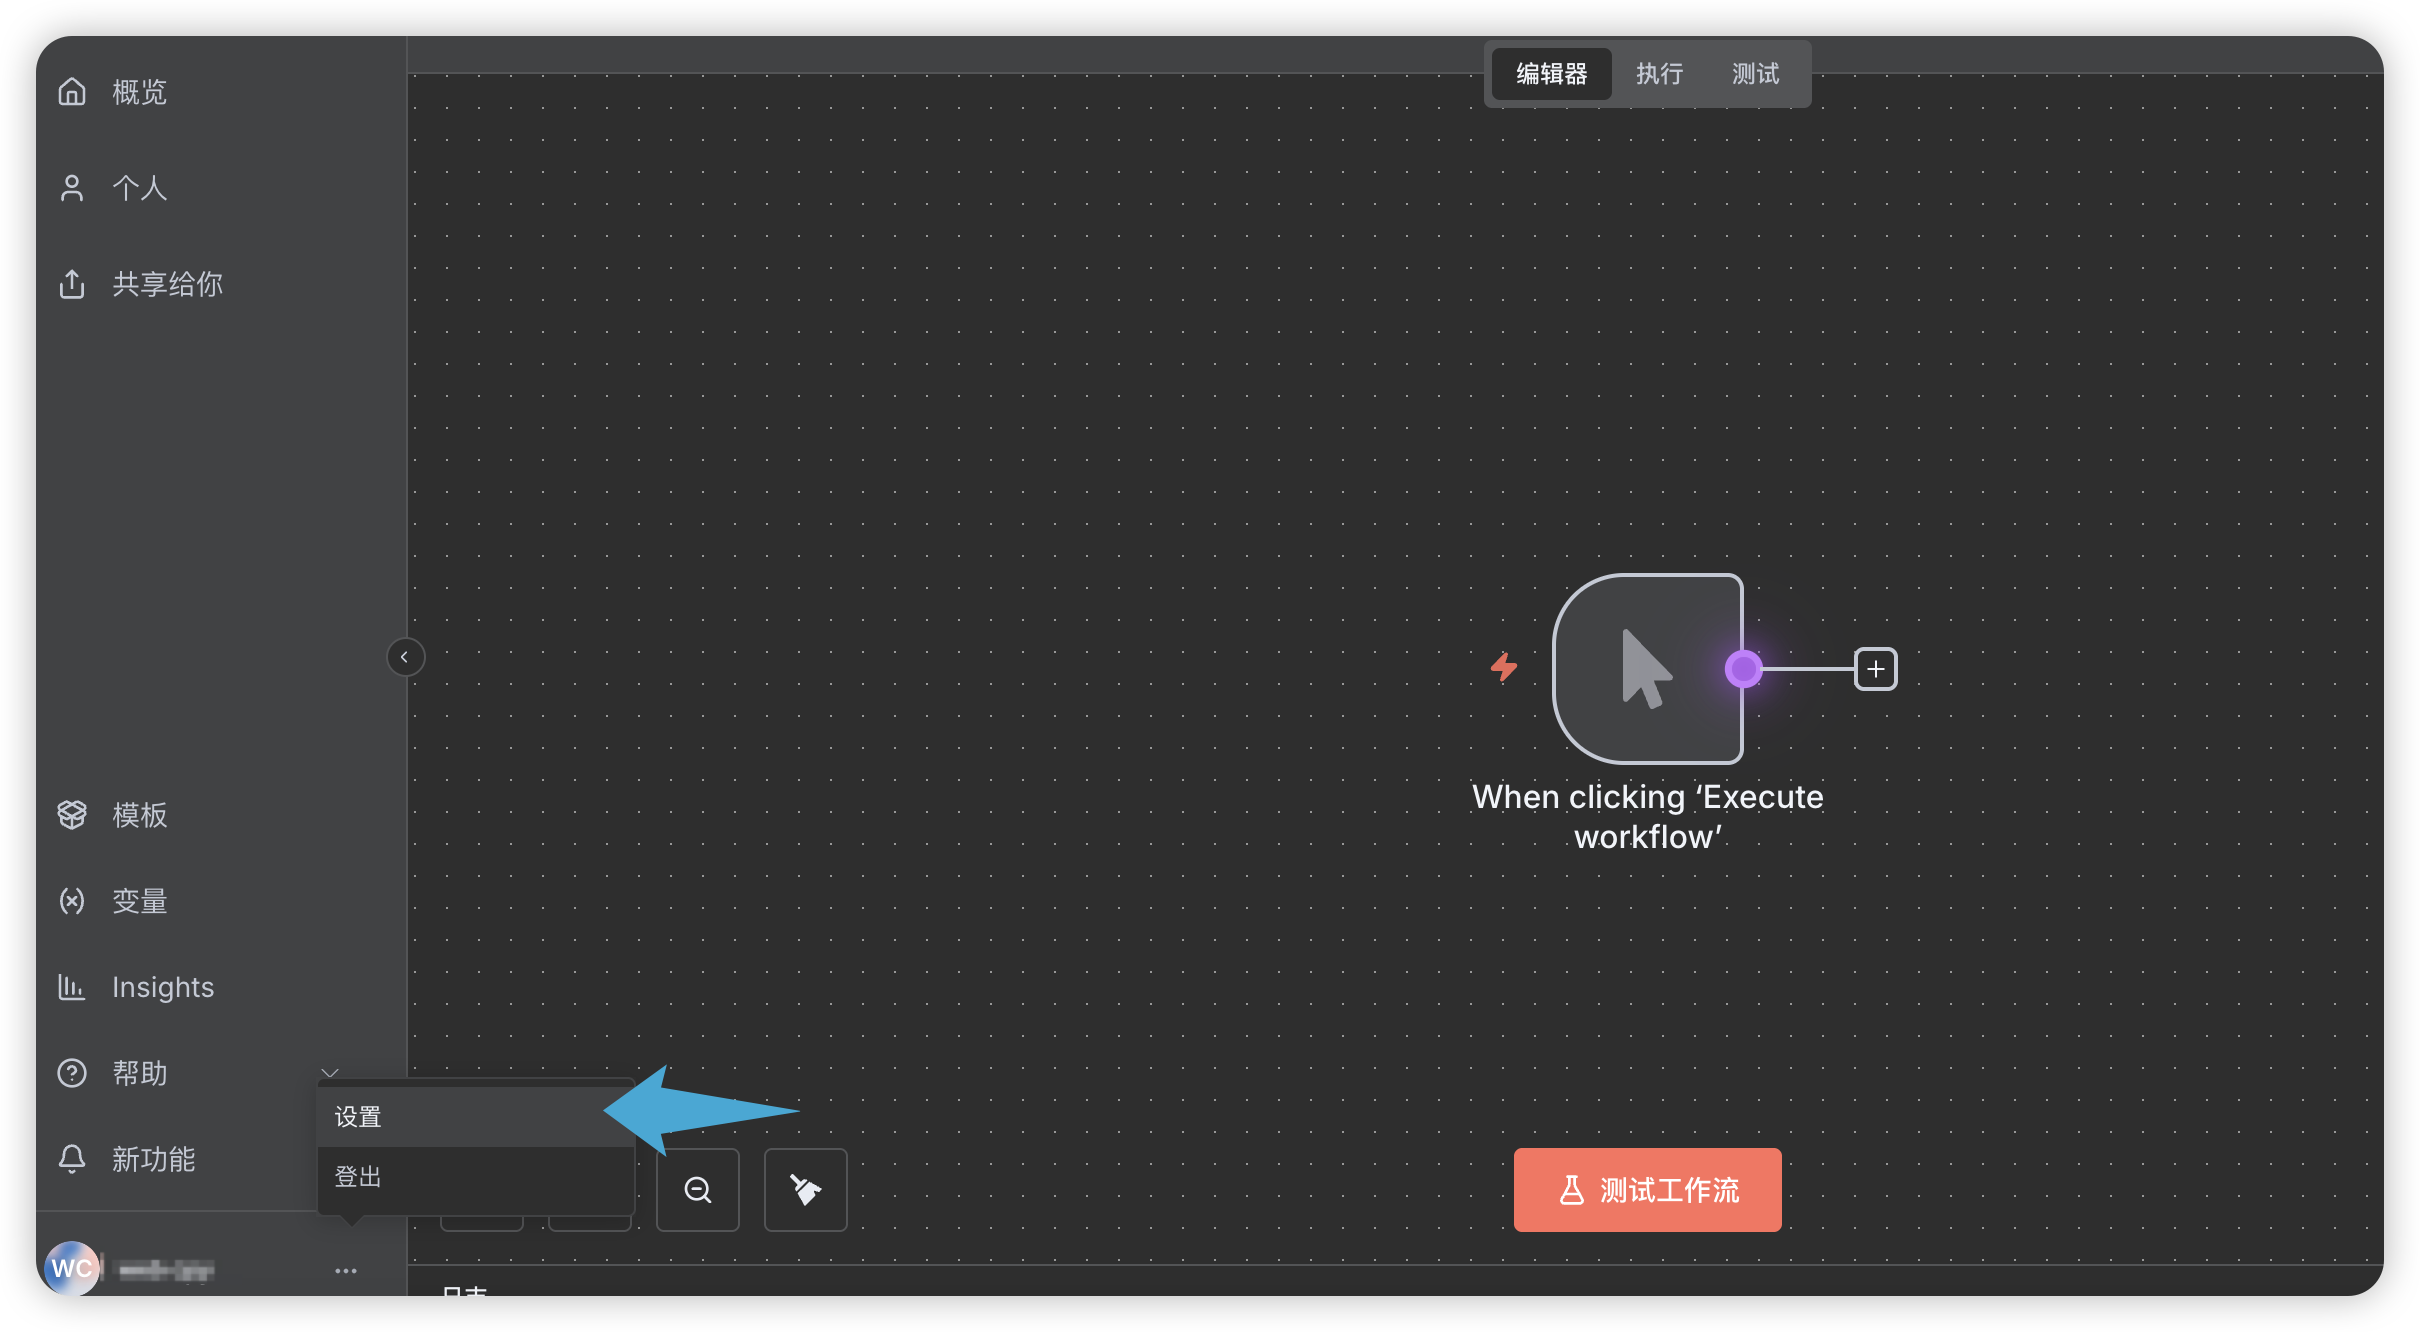 概览
个人
共享给你
模板
变量
Insights
帮助
新功能
设置
登出
WC
编辑器
执行
测试
When clicking ‘Execute
workflow’
测试工作流